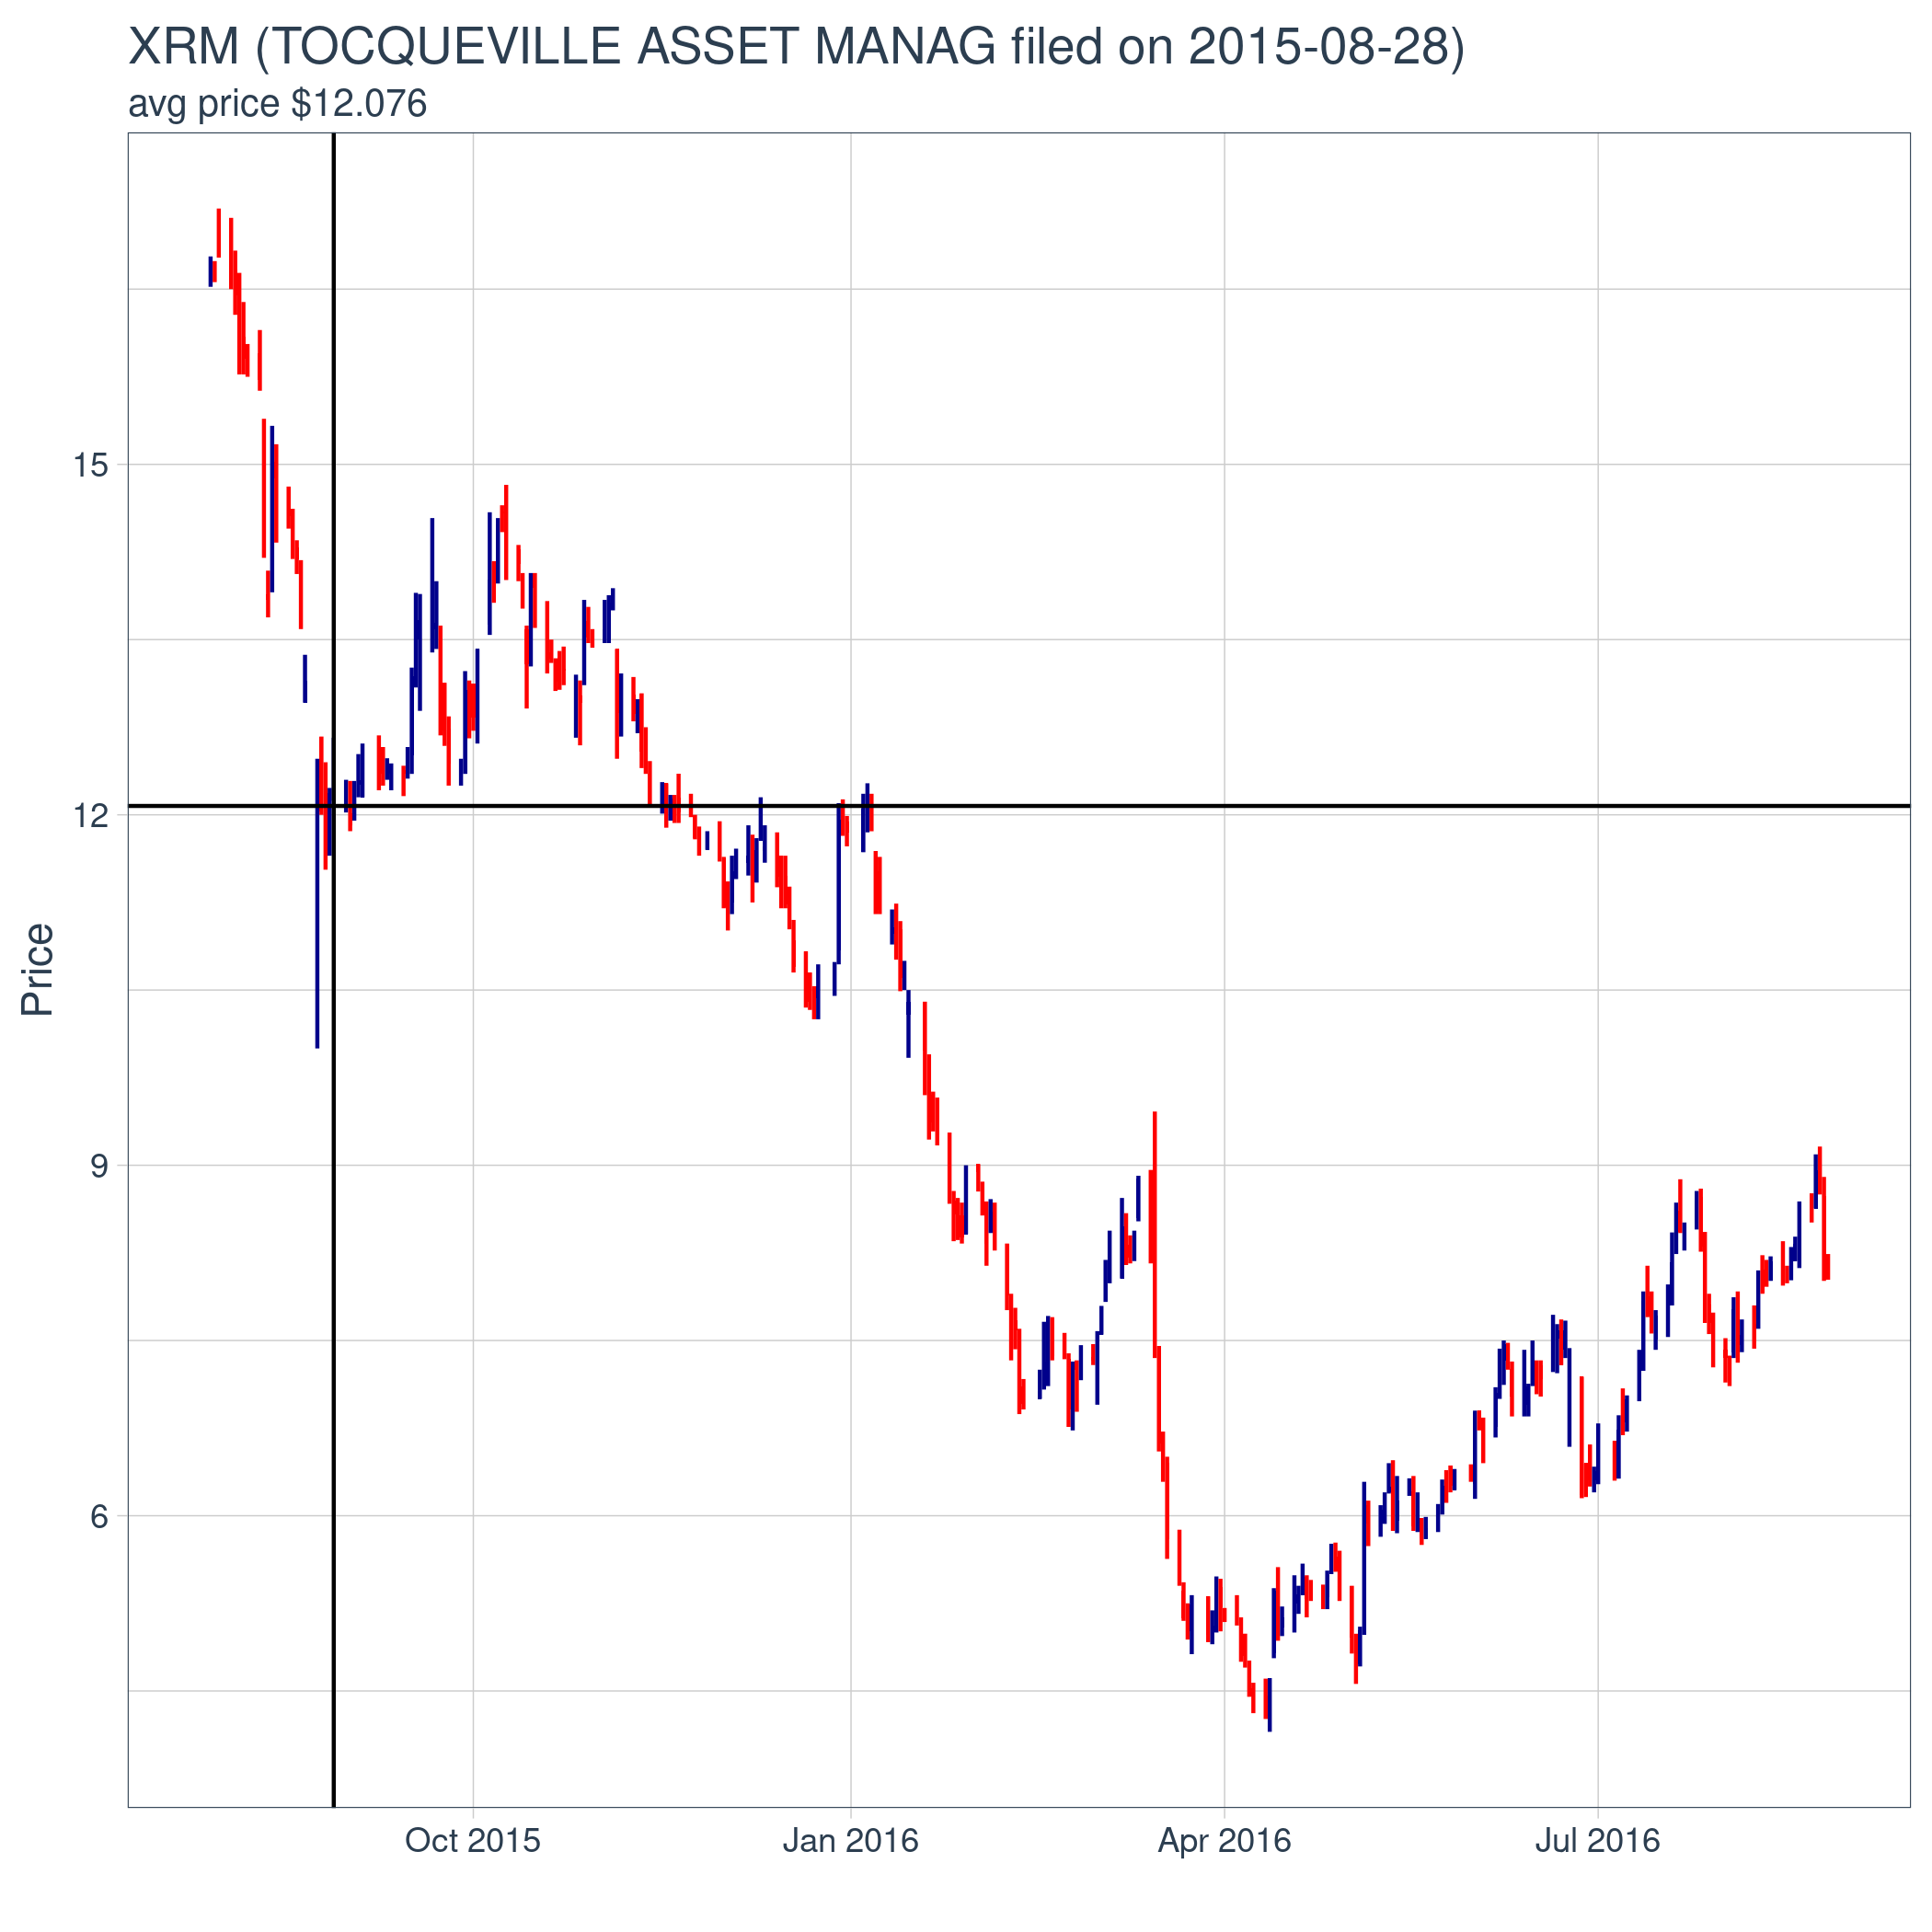 XRM (TOCQUEVILLE ASSET MANAG filed on 2015-08-28)
avg price $12.076
15
12
9
6
Price
Oct 2015
Jan 2016
Apr 2016
Jul 2016